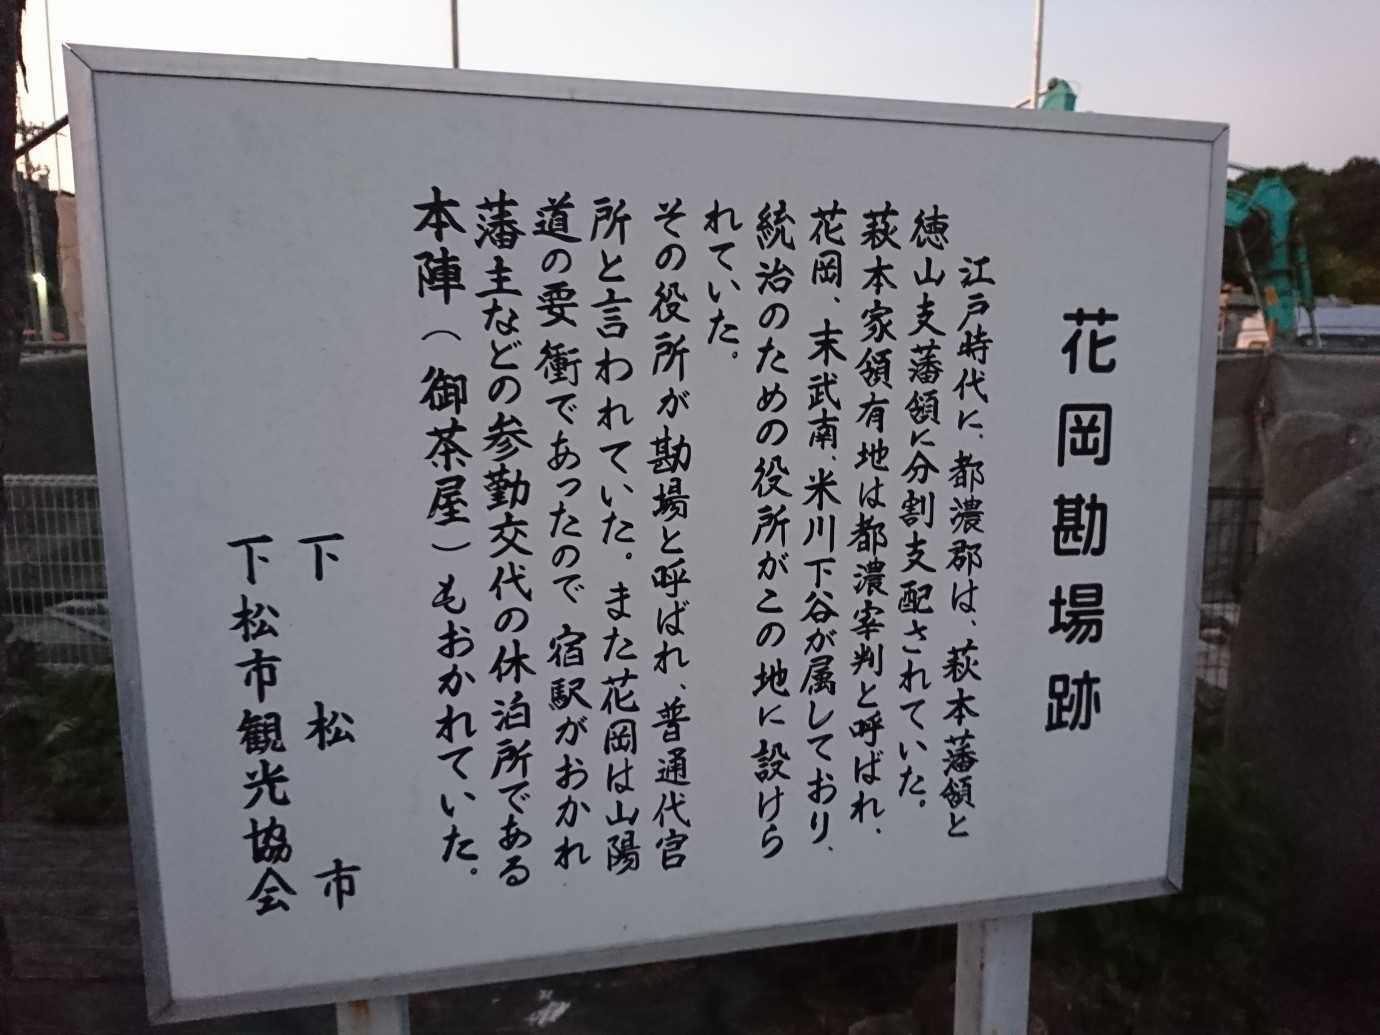 花岡勘場跡
江戸時代に、都濃郡は、萩本藩領と
徳山支藩領に分割支配されていた。
萩本家領有地は都濃宰判と呼ばれ、
花岡、末武南、米川下谷が属しており、
統治のための役所がこの地に設けら
れていた。
その役所が勘場と呼ばれ、普通代官
所と言われていた。また花岡は山陽
道の要衝であったので宿駅がおかれ
藩主などの参勤交代の休泊所である
本陣(御茶屋)もおかれていた。
下松市
下松市観光協会